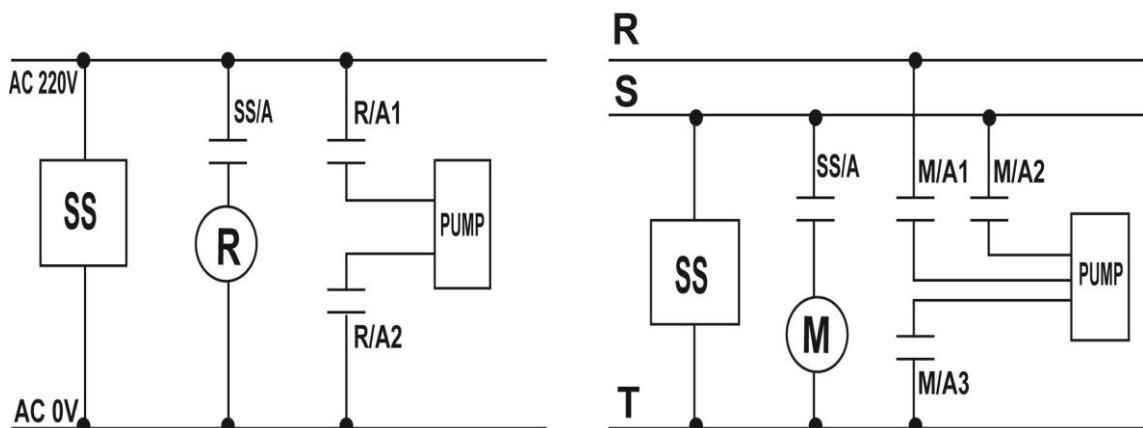 AC 220V
SS/A
R/A1
SS
R
PUMP
R/A2
AC 0V
R
S
SS/A
M/A1
M/A2
SS
M
PUMP
M/A3
T